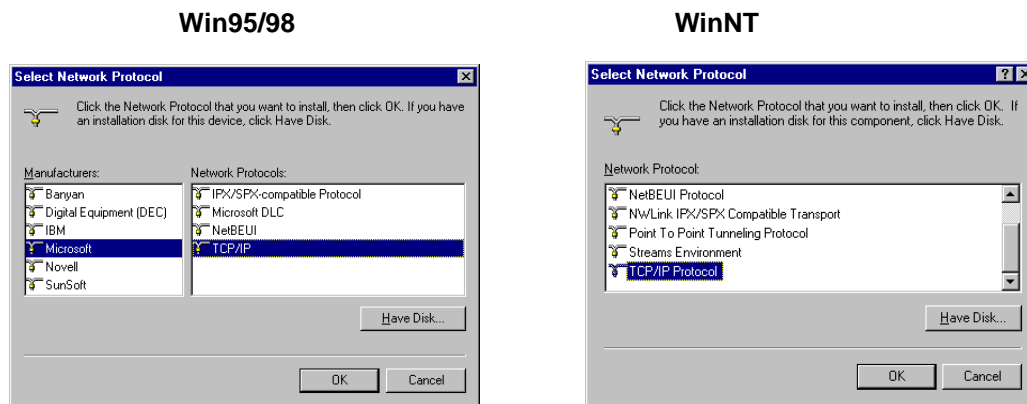 Win95/98
Select Network Protocol
Click the Network Protocol that you want to install, then click OK. If you have
an installation disk for this device, click Have Disk.
Manufacturers:
Banyan
Digital Equipment (DEC)
IBM
Microsoft
Novell
SunSoft
Network Protocols:
IPX/SPX-compatible Protocol
Microsoft DLC
NetBEUI
TCP/IP
Have Disk...
OK
Cancel
WinNT
Select Network Protocol
Click the Network Protocol that you want to install, then click OK. If
you have an installation disk for this component, click Have Disk.
Network Protocol:
NetBEUI Protocol
NWLink IPX/SPX Compatible Transport
Point To Point Tunneling Protocol
Streams Environment
TCP/IP Protocol
Have Disk...
OK
Cancel